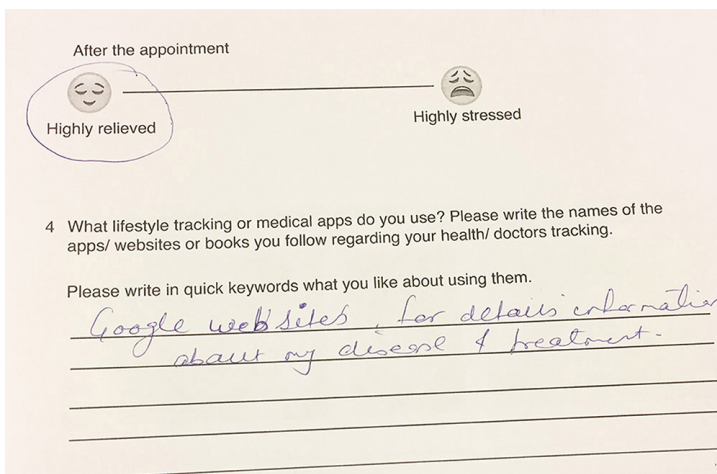 After the appointment
Highly relieved
Highly stressed
4 What lifestyle tracking or medical apps do you use? Please write the names of the
apps/ websites or books you follow regarding your health/ doctors tracking.
Please write in quick keywords what you like about using them.
Google web sites, for details information
about my disease & treatment.